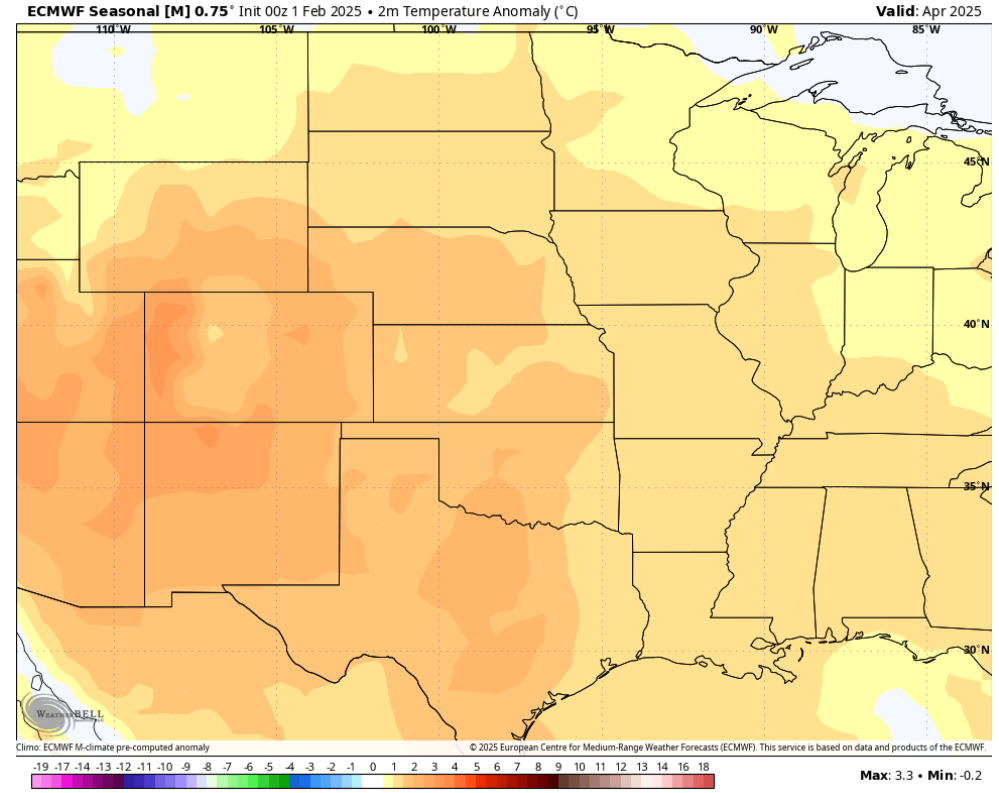 ECMWF Seasonal [M] 0.75° Init 00z 1 Feb 2025 • 2m Temperature Anomaly (°C)
Valid: Apr 2025
110°W 105°W 100°W 95°W 90°W 85°W
45°N
40°N
35°N
30°N
WEATHERBELL
Climo: ECMWF M-climate pre-computed anomaly
© 2025 European Centre for Medium-Range Weather Forecasts (ECMWF). This service is based on data and products of the ECMWF.
-19 -17 -14 -13 -12 -11 -10 -9 -8 -7 -6 -5 -4 -3 -2 -1 0 1 2 3 4 5 6 7 8 9 10 11 12 13 14 16 18
Max: 3.3 • Min: -0.2